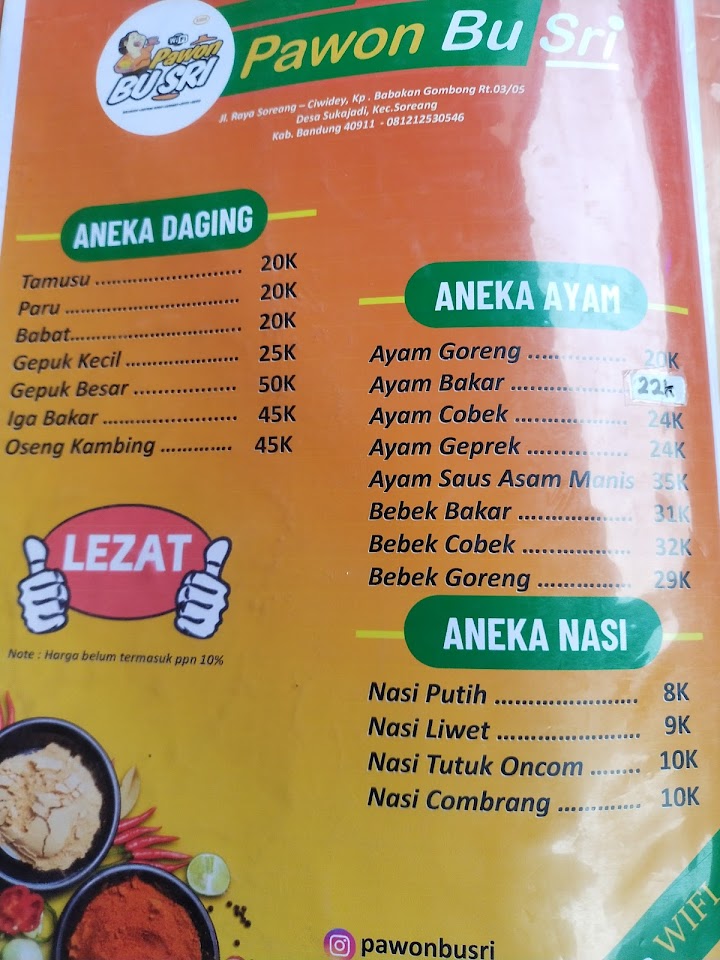 WiFi
Pawon
BU SRI
Pawon Bu Sri
Jl. Raya Soreang – Ciwidey, Kp . Babakan Gombong Rt.03/05
Desa Sukajadi, Kec.Soreang
Kab. Bandung 40911 - 081212530546
ANEKA DAGING
Tamusu ........................... 20K
Paru ................................ 20K
Babat............................... 20K
Gepuk Kecil ..................... 25K
Gepuk Besar ................... 50K
Iga Bakar ......................... 45K
Oseng Kambing ............. 45K
LEZAT
Note : Harga belum termasuk ppn 10%
ANEKA AYAM
Ayam Goreng ............... 20K
Ayam Bakar .................. 22K
Ayam Cobek ................. 24K
Ayam Geprek ............... 24K
Ayam Saus Asam Manis 35K
Bebek Bakar .................. 31K
Bebek Cobek ................. 32K
Bebek Goreng ............... 29K
ANEKA NASI
Nasi Putih ........................ 8K
Nasi Liwet ........................ 9K
Nasi Tutuk Oncom ........ 10K
Nasi Combrang ............. 10K
pawonbusri
WIFI